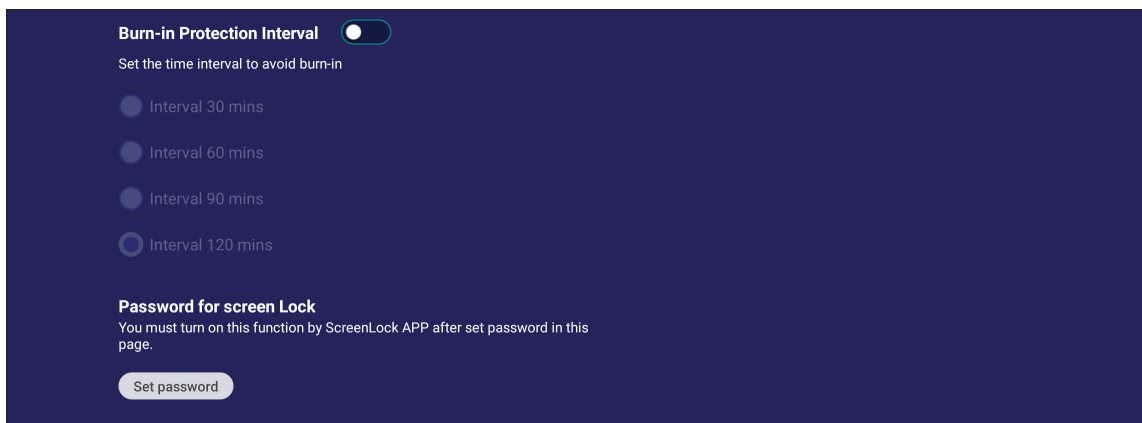 Burn-in Protection Interval
Set the time interval to avoid burn-in
Interval 30 mins
Interval 60 mins
Interval 90 mins
Interval 120 mins
Password for screen Lock
You must turn on this function by ScreenLock APP after set password in this
page.
Set password